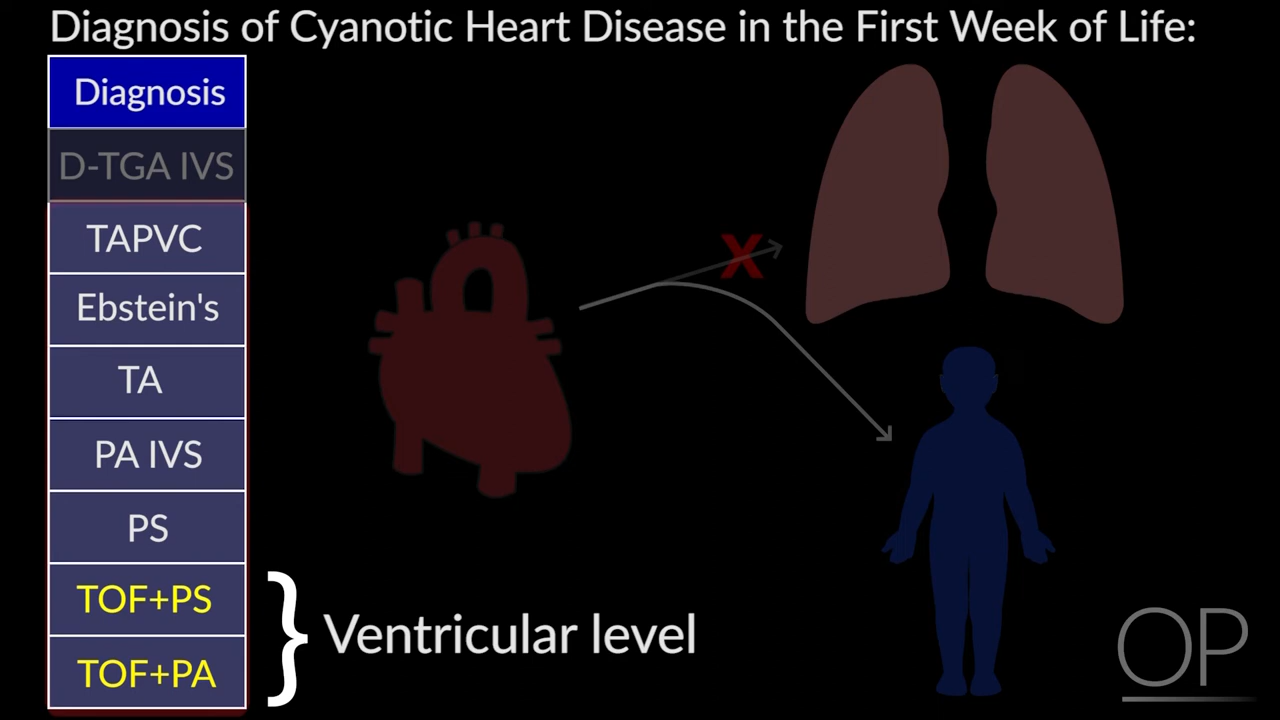 Diagnosis of Cyanotic Heart Disease in the First Week of Life:
Diagnosis
D-TGA IVS
TAPVC
Ebstein's
TA
PA IVS
PS
TOF+PS
TOF+PA
Ventricular level
X
OP